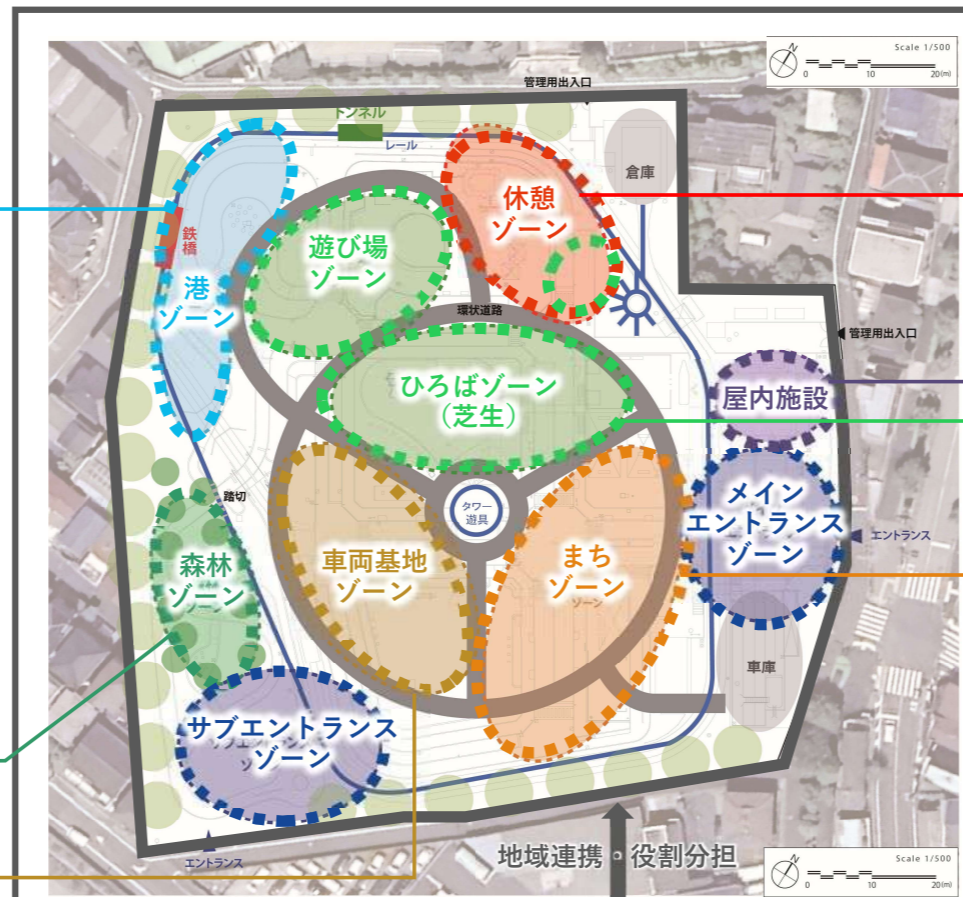 N
Scale 1/500
0 10 20(m)
管理用出入口
トンネル
レール
倉庫
休憩
ゾーン
鉄橋
遊び場
ゾーン
港
ゾーン
環状道路
管理用出入口
ひろばゾーン
(芝生)
屋内施設
メイン
エントランス
ゾーン
エントランス
タワー
遊具
踏切
森林
ゾーン
車両基地
ゾーン
まち
ゾーン
ゾーン
車庫
サブエントランス
ゾーン
エントランス
地域連携・役割分担
N
Scale 1/500
0 10 20(m)